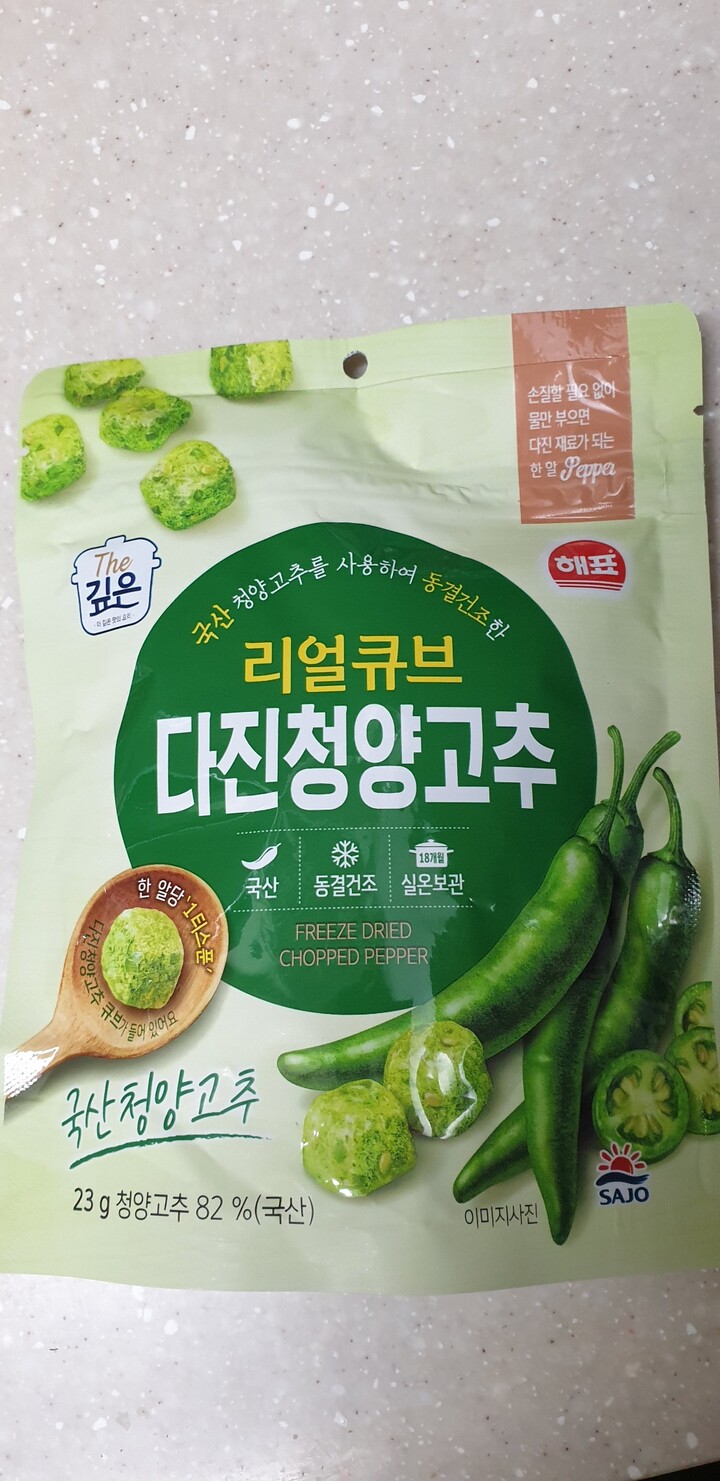 손질할 필요 없이
물만 부으면
다진 재료가 되는
한 알 Pepper
The
깊은
해표
국산 청양고추를 사용하여 동결건조한
리얼큐브
다진청양고추
국산
동결건조
18개월
실온보관
FREEZE DRIED
CHOPPED PEPPER
한 알당 '1타스푼'
다진청양고추 큐브가 들어 있어요
국산청양고추
23 g 청양고추 82 %(국산)
이미지사진
SAJO